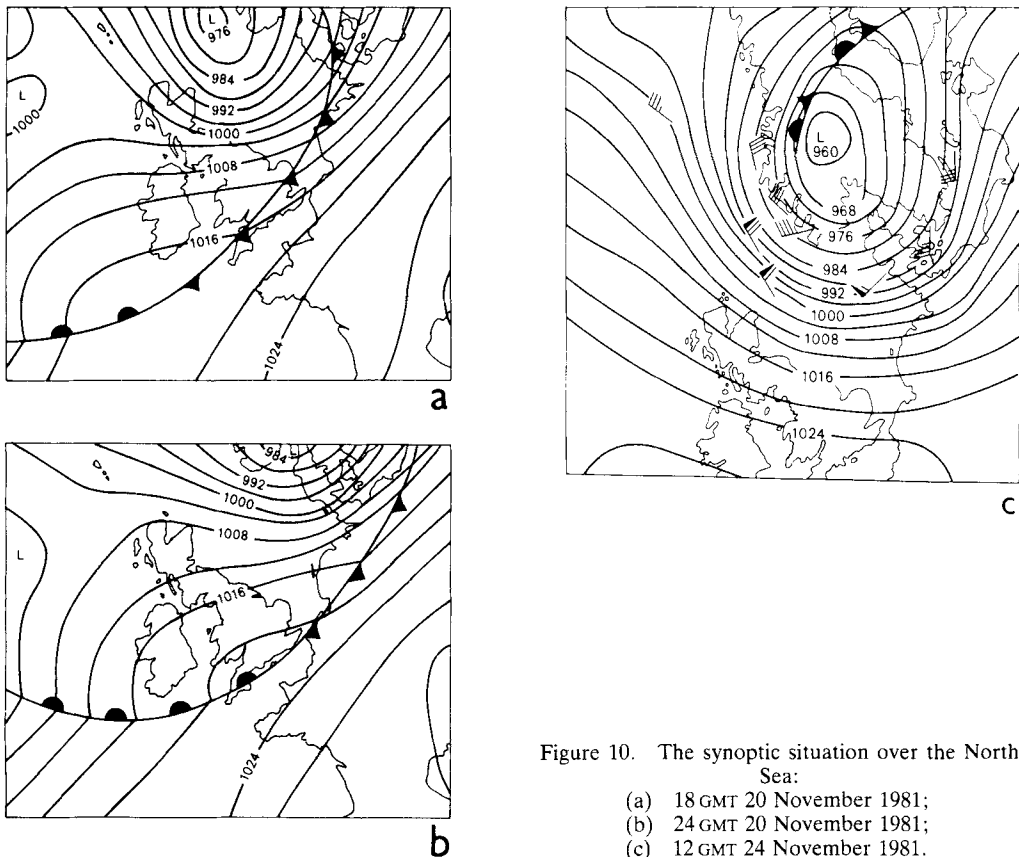 L
976
984
992
1000
L
1000
1008
1016
1024
a
984
992
1000
1008
L
1016
1024
b
L
960
968
976
984
992
1000
1008
1016
1024
c
Figure 10. The synoptic situation over the North
Sea:
(a) 18 GMT 20 November 1981;
(b) 24 GMT 20 November 1981;
(c) 12 GMT 24 November 1981.